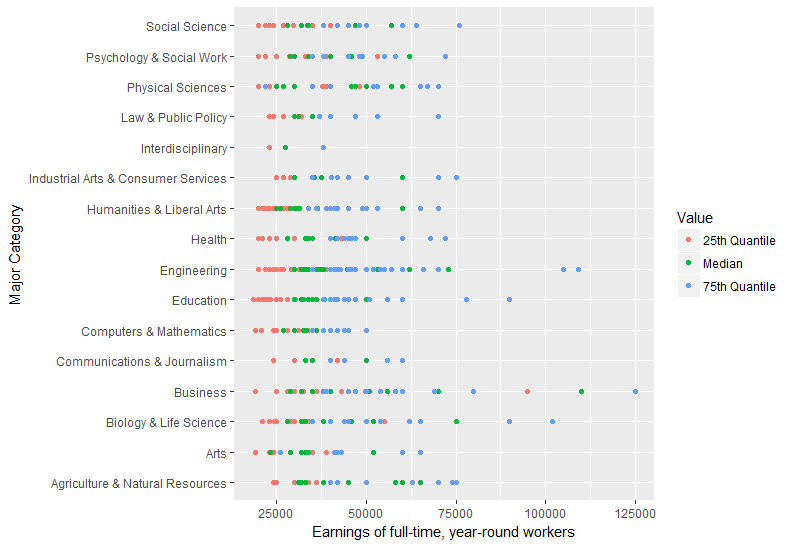 Social Science
Psychology & Social Work
Physical Sciences
Law & Public Policy
Interdisciplinary
Industrial Arts & Consumer Services
Humanities & Liberal Arts
Health
Engineering
Education
Computers & Mathematics
Communications & Journalism
Business
Biology & Life Science
Arts
Agriculture & Natural Resources
Major Category
25000 50000 75000 100000 125000
Earnings of full-time, year-round workers
Value
25th Quantile
Median
75th Quantile